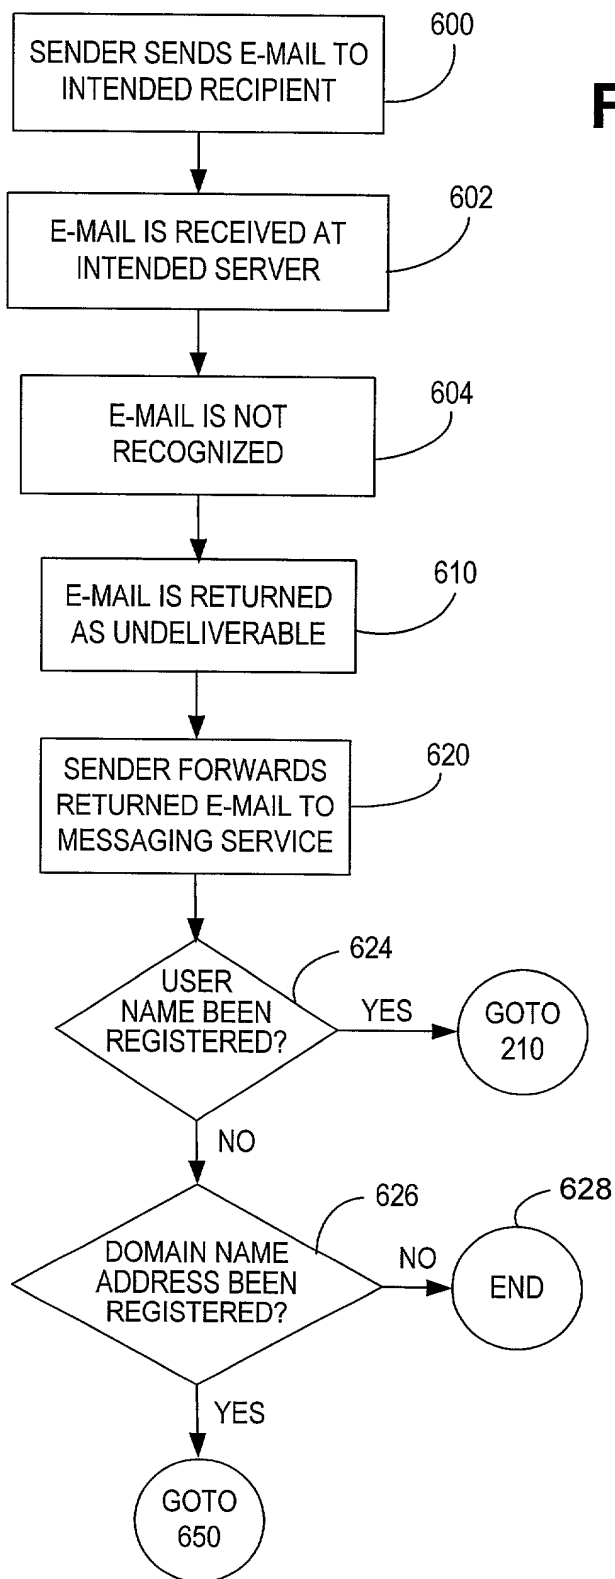 600
SENDER SENDS E-MAIL TO
INTENDED RECIPIENT
F
602
E-MAIL IS RECEIVED AT
INTENDED SERVER
604
E-MAIL IS NOT
RECOGNIZED
610
E-MAIL IS RETURNED
AS UNDELIVERABLE
620
SENDER FORWARDS
RETURNED E-MAIL TO
MESSAGING SERVICE
624
USER
NAME BEEN
REGISTERED?
YES
GOTO
210
NO
626
628
DOMAIN NAME
ADDRESS BEEN
REGISTERED?
NO
END
YES
GOTO
650